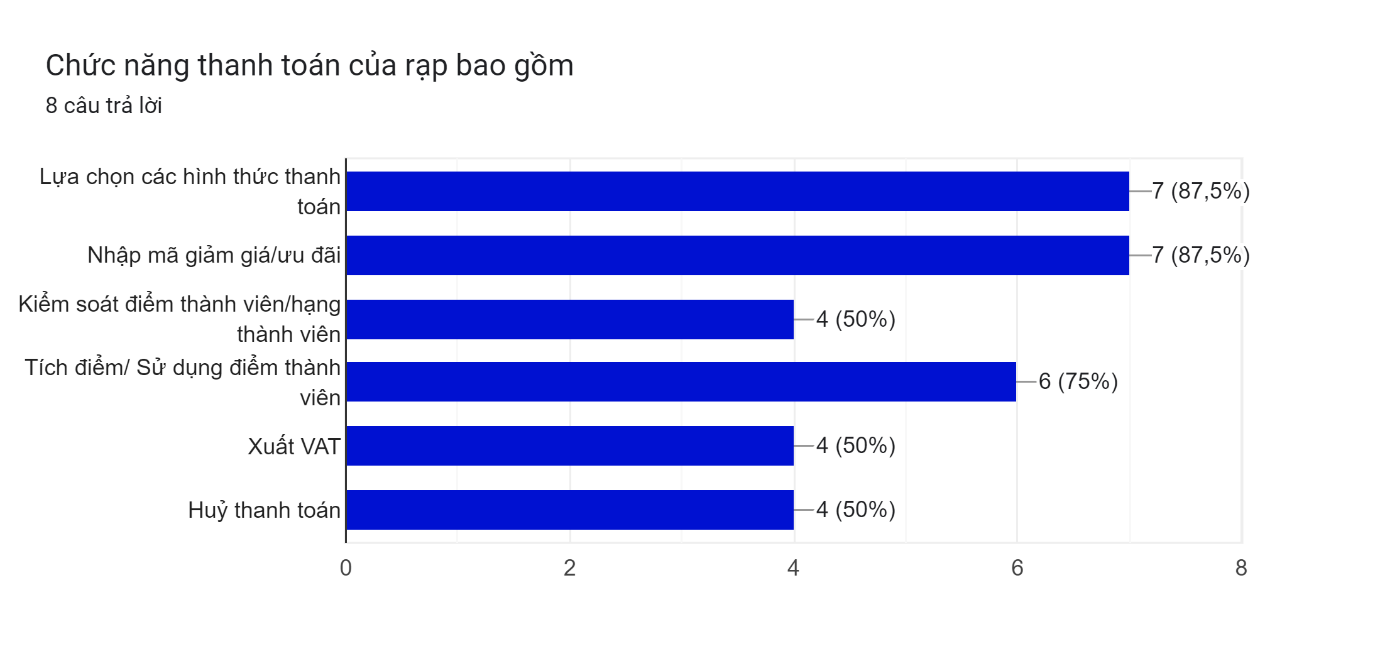 Chức năng thanh toán của rạp bao gồm
8 câu trả lời
Lựa chọn các hình thức thanh
toán
7 (87,5%)
Nhập mã giảm giá/ưu đãi
7 (87,5%)
Kiểm soát điểm thành viên/hạng
thành viên
4 (50%)
Tích điểm/ Sử dụng điểm thành
viên
6 (75%)
Xuất VAT
4 (50%)
Huỷ thanh toán
4 (50%)
0 2 4 6 8